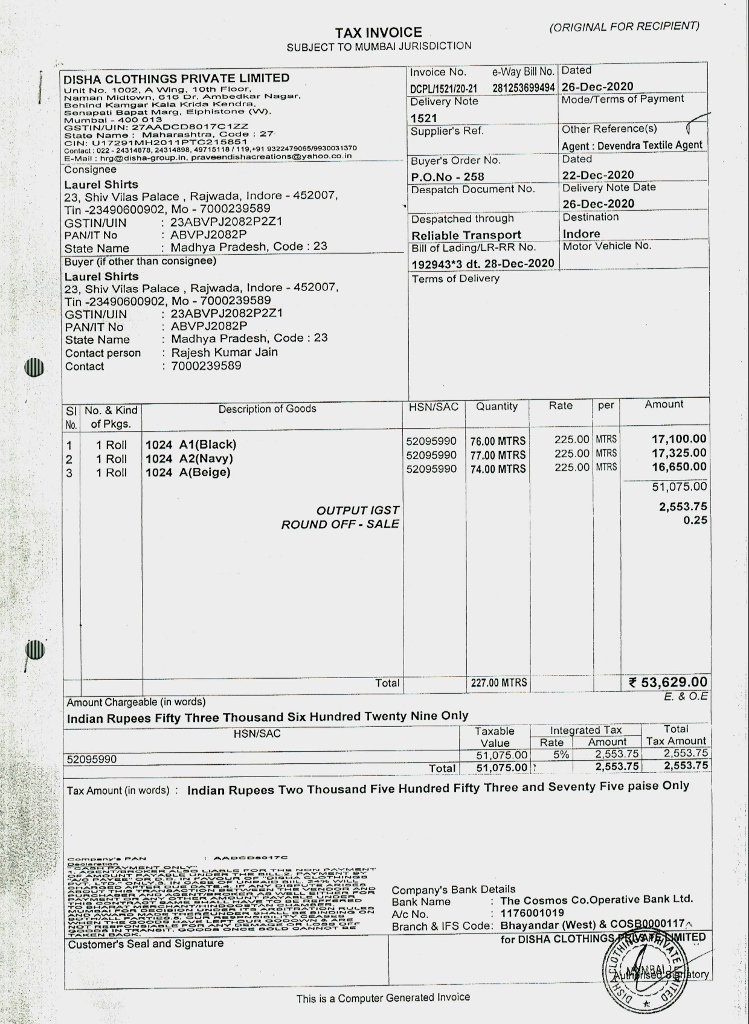 TAX INVOICE
(ORIGINAL FOR RECIPIENT)
SUBJECT TO MUMBAI JURISDICTION
DISHA CLOTHINGS PRIVATE LIMITED
Unit No. 1002, A Wing, 10th Floor,
Naman Midtown, 616 Dr. Ambedkar Nagar,
Behind Kamgar Kala Krida Kendra,
Senapati Bapat Marg, Elphistone (W).
Mumbai - 400 013
GSTIN/UIN: 27AADCD8017C1ZZ
State Name : Maharashtra, Code : 27
CIN: U17291MH2011PTC215851
Contact : 022 - 24314878, 24314898, 49715118 / 119,+91 9322479065/9930031370
E-Mail : hrg@disha-group.in, praveendishacreations@yahoo.co.in
Invoice No. e-Way Bill No. Dated
DCPL/1521/20-21 281253699494 26-Dec-2020
Delivery Note Mode/Terms of Payment
1521
Supplier's Ref. Other Reference(s)
Agent : Devendra Textile Agent
Buyer's Order No. Dated
P.O.No - 258 22-Dec-2020
Despatch Document No. Delivery Note Date
26-Dec-2020
Despatched through Destination
Reliable Transport Indore
Bill of Lading/LR-RR No. Motor Vehicle No.
192943*3 dt. 28-Dec-2020
Terms of Delivery
Consignee
Laurel Shirts
23, Shiv Vilas Palace , Rajwada, Indore - 452007,
Tin -23490600902, Mo - 7000239589
GSTIN/UIN : 23ABVPJ2082P2Z1
PAN/IT No : ABVPJ2082P
State Name : Madhya Pradesh, Code : 23
Buyer (if other than consignee)
Laurel Shirts
23, Shiv Vilas Palace , Rajwada, Indore - 452007,
Tin -23490600902, Mo - 7000239589
GSTIN/UIN : 23ABVPJ2082P2Z1
PAN/IT No : ABVPJ2082P
State Name : Madhya Pradesh, Code : 23
Contact person : Rajesh Kumar Jain
Contact : 7000239589
Sl No. No. & Kind of Pkgs. Description of Goods HSN/SAC Quantity Rate per Amount
1 1 Roll 1024 A1(Black) 52095990 76.00 MTRS 225.00 MTRS 17,100.00
2 1 Roll 1024 A2(Navy) 52095990 77.00 MTRS 225.00 MTRS 17,325.00
3 1 Roll 1024 A(Beige) 52095990 74.00 MTRS 225.00 MTRS 16,650.00
51,075.00
OUTPUT IGST 2,553.75
ROUND OFF - SALE 0.25
Total 227.00 MTRS ₹ 53,629.00
Amount Chargeable (in words) E. & O.E
Indian Rupees Fifty Three Thousand Six Hundred Twenty Nine Only
HSN/SAC Taxable Value Integrated Tax Rate Amount Total Tax Amount
52095990 51,075.00 5% 2,553.75 2,553.75
Total 51,075.00 2,553.75 2,553.75
Tax Amount (in words) : Indian Rupees Two Thousand Five Hundred Fifty Three and Seventy Five paise Only
Company's PAN : AADCD8017C
Declaration
"CASH PAYMENT ONLY"
Company's Bank Details
Bank Name : The Cosmos Co.Operative Bank Ltd.
A/c No. : 1176001019
Branch & IFS Code: Bhayandar (West) & COSB0000117
for DISHA CLOTHINGS PRIVATE LIMITED
Customer's Seal and Signature
DISHA CLOTHINGS PRIVATE LIMITED
MUMBAI
Authorised Signatory
This is a Computer Generated Invoice